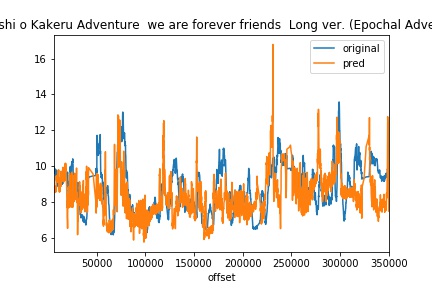 shi o Kakeru Adventure we are forever friends Long ver. (Epochal Adve
original
pred
16
14
12
10
8
6
50000 100000 150000 200000 250000 300000 350000
offset